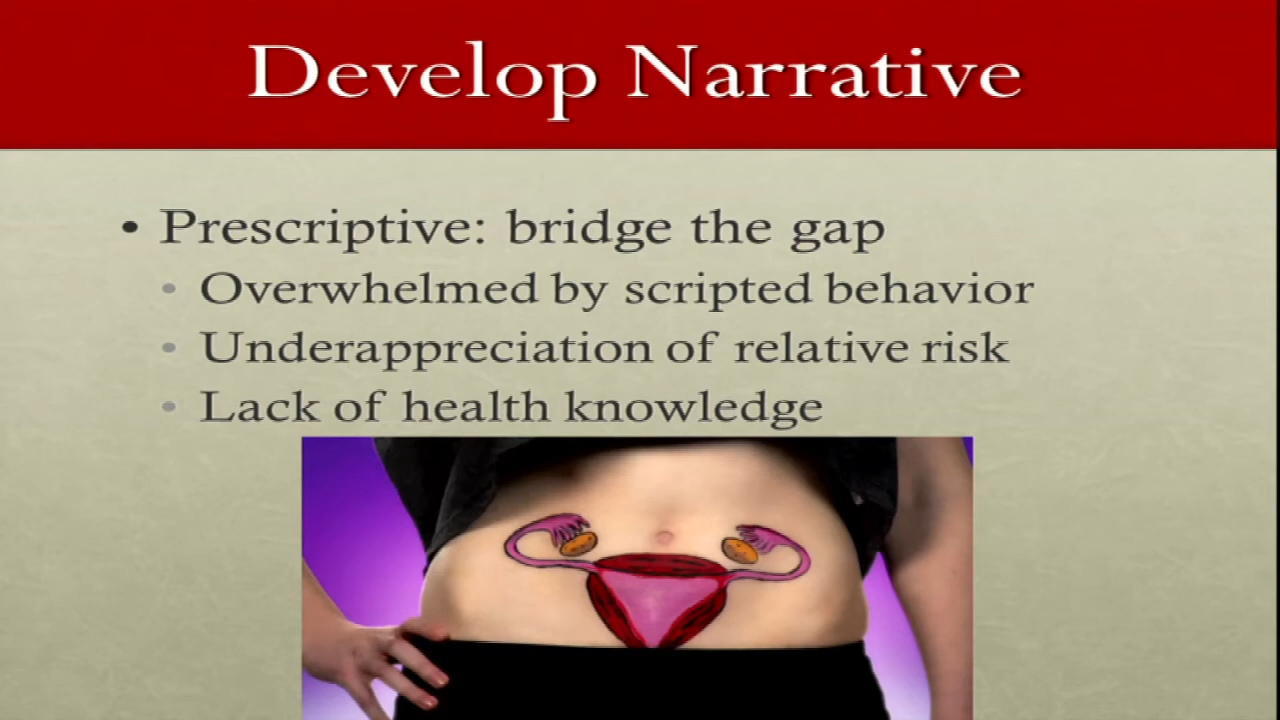 Develop Narrative
• Prescriptive: bridge the gap
• Overwhelmed by scripted behavior
• Underappreciation of relative risk
• Lack of health knowledge